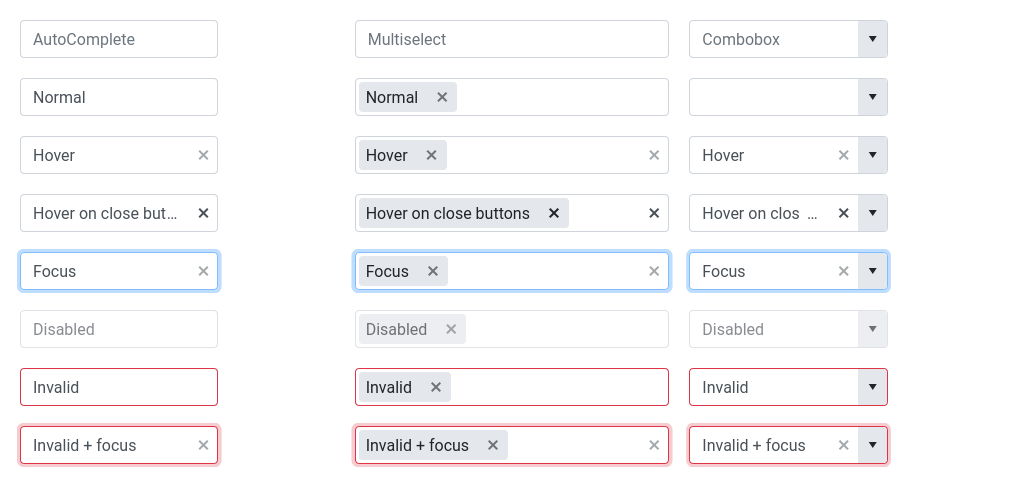 AutoComplete Multiselect Combobox
Normal Normal
Hover Hover Hover
Hover on close but... Hover on close buttons Hover on clos ...
Focus Focus Focus
Disabled Disabled Disabled
Invalid Invalid Invalid
Invalid + focus Invalid + focus Invalid + focus